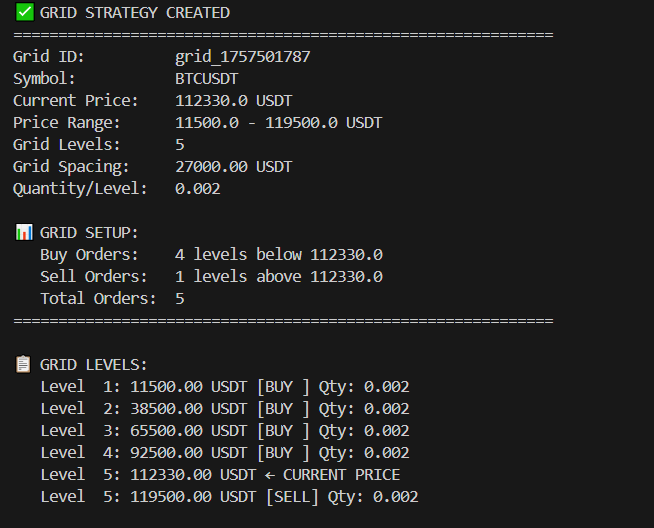 ✅ GRID STRATEGY CREATED
============================================================
Grid ID:          grid_1757501787
Symbol:           BTCUSDT
Current Price:    112330.0 USDT
Price Range:      11500.0 - 119500.0 USDT
Grid Levels:      5
Grid Spacing:     27000.00 USDT
Quantity/Level:   0.002

📊 GRID SETUP:
   Buy Orders:    4 levels below 112330.0
   Sell Orders:   1 levels above 112330.0
   Total Orders:  5
============================================================

📋 GRID LEVELS:
   Level  1: 11500.00 USDT [BUY ] Qty: 0.002
   Level  2: 38500.00 USDT [BUY ] Qty: 0.002
   Level  3: 65500.00 USDT [BUY ] Qty: 0.002
   Level  4: 92500.00 USDT [BUY ] Qty: 0.002
   Level  5: 112330.00 USDT ← CURRENT PRICE
   Level  5: 119500.00 USDT [SELL] Qty: 0.002